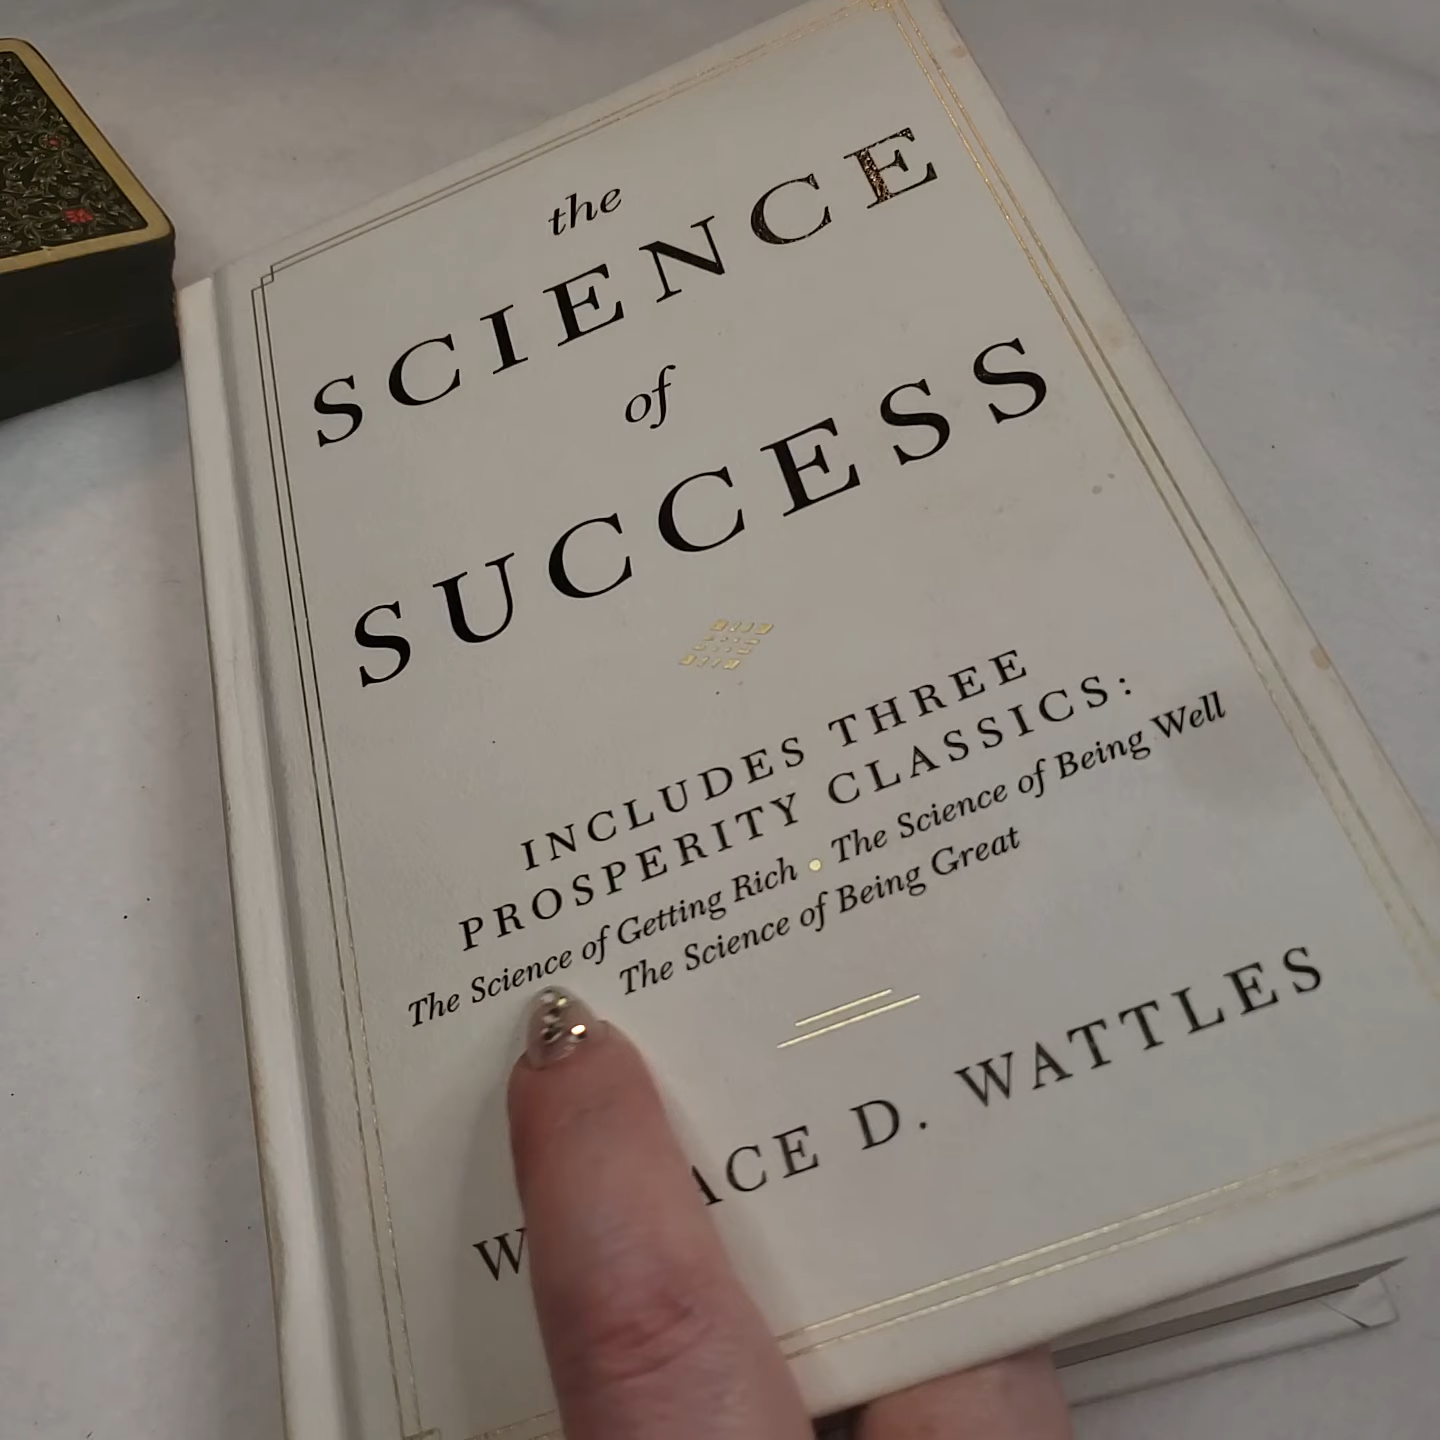 the
SCIENCE
of
SUCCESS
INCLUDES THREE
PROSPERITY CLASSICS:
The Science of Getting Rich • The Science of Being Well
The Science of Being Great
D. WATTLES